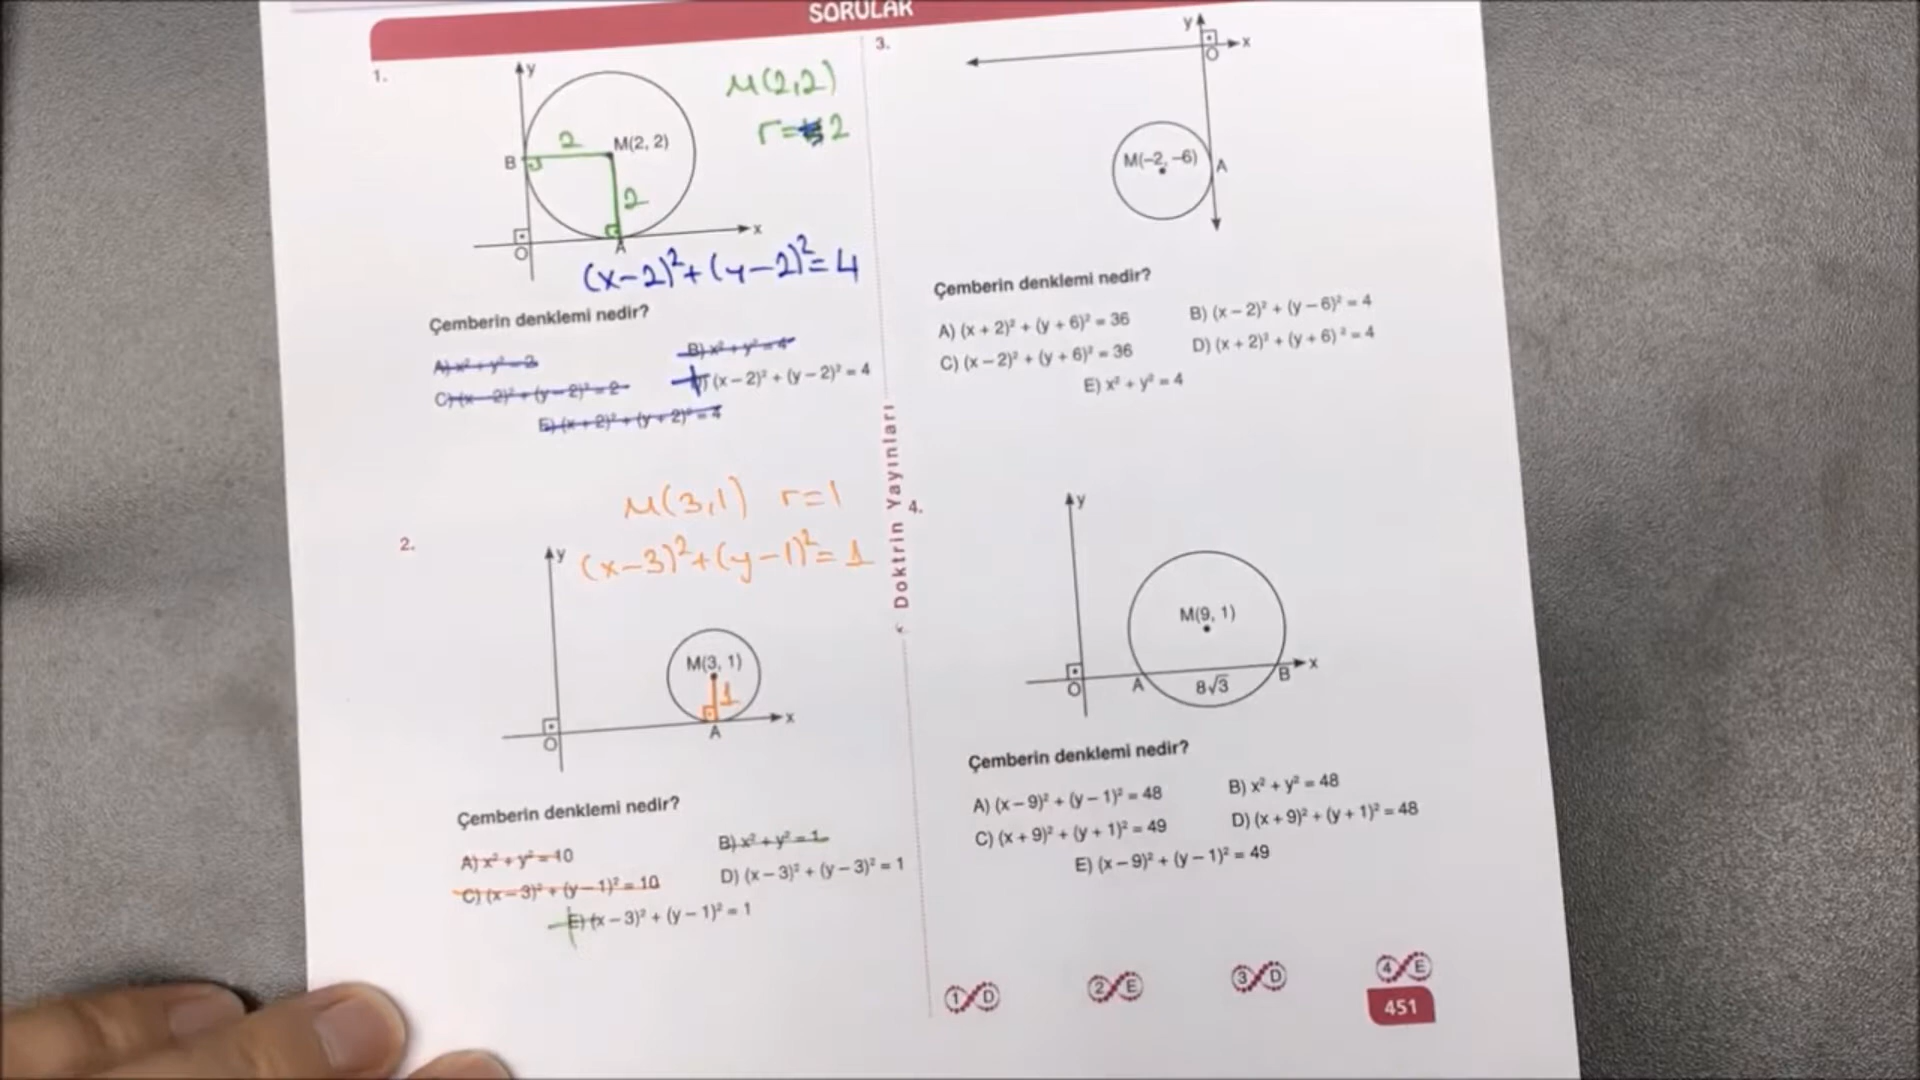 SORULAR
1.
y
M(2,2)
r=2
2
M(2, 2)
B
2
x
O
A
(x-2)²+(y-2)²=4
Çemberin denklemi nedir?
A) x² + y² = 2
B) x² + y² = 4
C) (x - 2)² + (y - 2)² = 2
(x - 2)² + (y - 2)² = 4
E) (x + 2)² + (y + 2)² = 4
2.
M(3,1) r=1
(x-3)²+(y-1)²=1
y
M(3, 1)
1
x
O
A
Çemberin denklemi nedir?
A) x² + y² = 10
B) x² + y² = 1
C) (x - 3)² + (y - 1)² = 10
D) (x - 3)² + (y - 3)² = 1
E) (x - 3)² + (y - 1)² = 1
Doktrin Yayınları
3.
y
x
O
M(-2, -6)
A
Çemberin denklemi nedir?
A) (x + 2)² + (y + 6)² = 36
B) (x - 2)² + (y - 6)² = 4
C) (x - 2)² + (y + 6)² = 36
D) (x + 2)² + (y + 6) ² = 4
E) x² + y² = 4
4.
y
M(9, 1)
x
O
A
8√3
B
Çemberin denklemi nedir?
A) (x - 9)² + (y - 1)² = 48
B) x² + y² = 48
C) (x + 9)² + (y + 1)² = 49
D) (x + 9)² + (y + 1)² = 48
E) (x - 9)² + (y - 1)² = 49
1 D
2 E
3 D
4 E
451